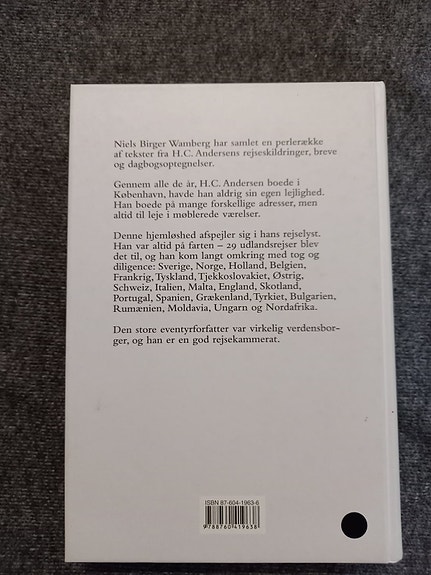 Niels Birger Wamberg har samlet en perlerække
af tekster fra H.C. Andersens rejseskildringer, breve
og dagbogsoptegnelser.
Gennem alle de år, H.C. Andersen boede i
København, havde han aldrig sin egen lejlighed.
Han boede på mange forskellige adresser, men
altid til leje i møblerede værelser.
Denne hjemløshed afspejler sig i hans rejselyst.
Han var altid på farten – 29 udlandsrejser blev
det til, og han kom langt omkring med tog og
diligence: Sverige, Norge, Holland, Belgien,
Frankrig, Tyskland, Tjekkoslovakiet, Østrig,
Schweiz, Italien, Malta, England, Skotland,
Portugal, Spanien, Grækenland, Tyrkiet, Bulgarien,
Rumænien, Moldavia, Ungarn og Nordafrika.
Den store eventyrforfatter var virkelig verdensbor-
ger, og han er en god rejsekammerat.
ISBN 87-604-1963-6
9 788760 419638